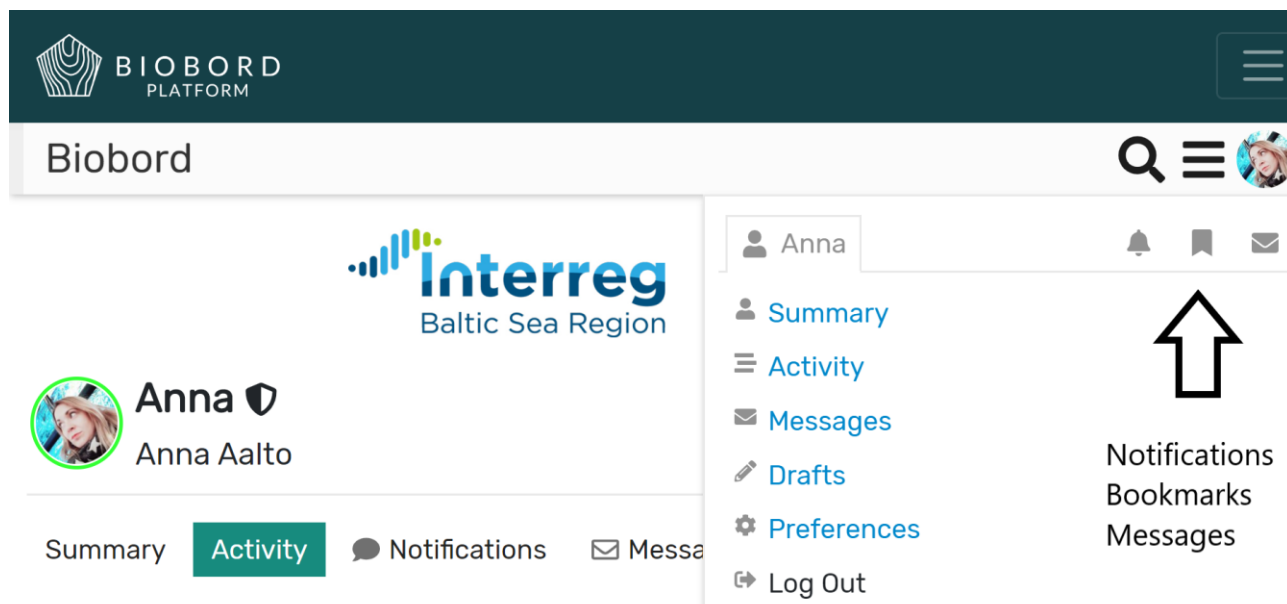 BIOBORD
PLATFORM
Biobord
Interreg
Baltic Sea Region
Anna
Anna Aalto
Summary
Activity
Notifications
Messa
Anna
Summary
Activity
Messages
Drafts
Preferences
Log Out
Notifications
Bookmarks
Messages